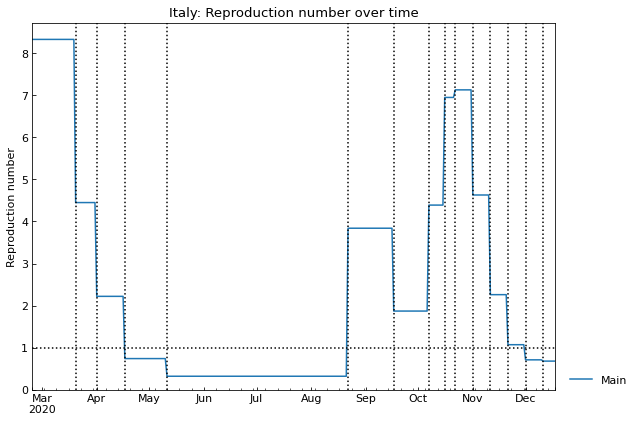 Italy: Reproduction number over time
Reproduction number
8
7
6
5
4
3
2
1
0
Mar Apr May Jun Jul Aug Sep Oct Nov Dec
2020
Main